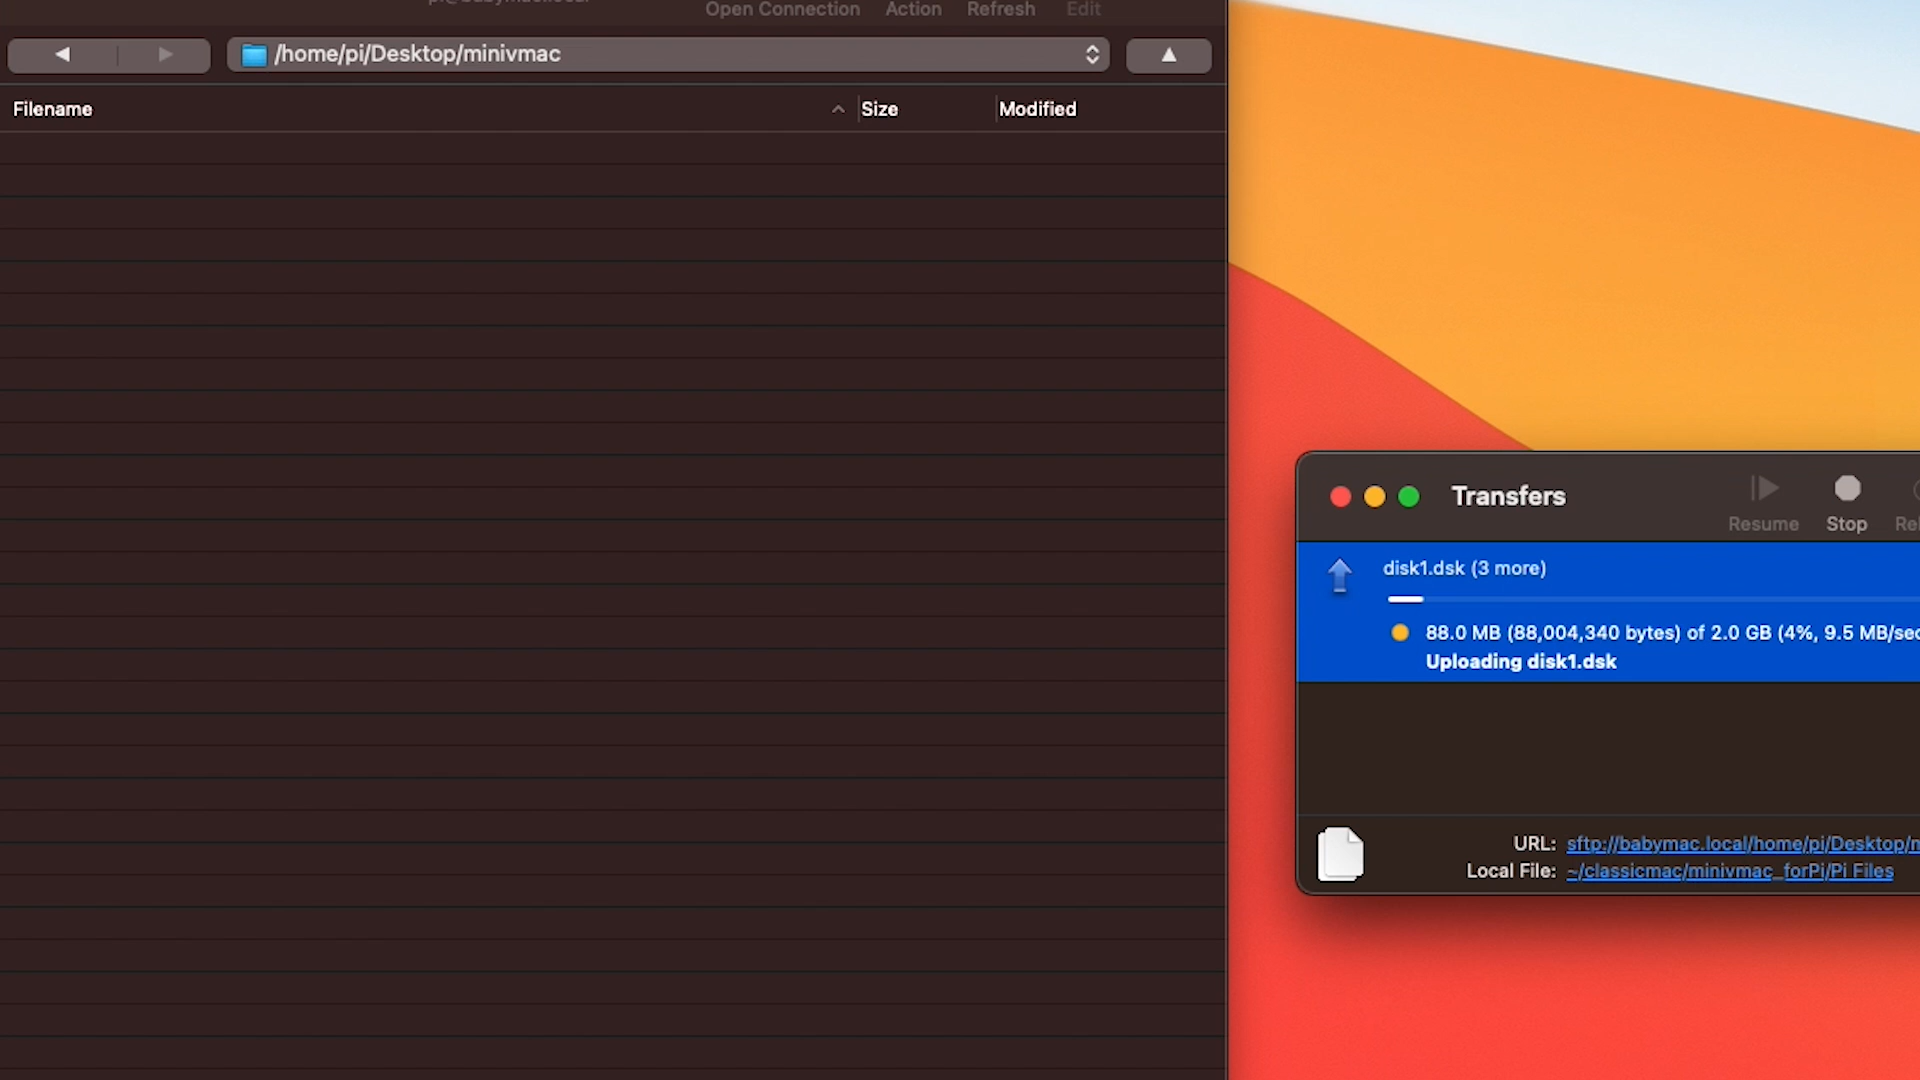 Open Connection Action Refresh Edit
/home/pi/Desktop/minivmac
Filename Size Modified
Transfers
Resume Stop
disk1.dsk (3 more)
88.0 MB (88,004,340 bytes) of 2.0 GB (4%, 9.5 MB/sec
Uploading disk1.dsk
URL: sftp://babymac.local/home/pi/Desktop/
Local File: ~/classicmac/minivmac_forPi/Pi Files